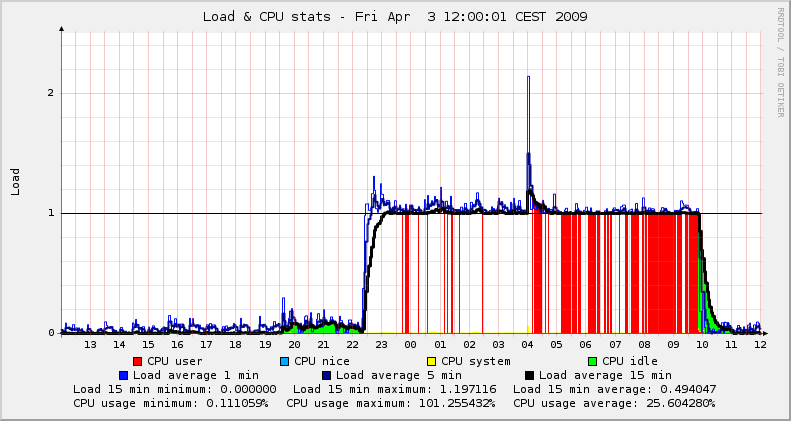 Load & CPU stats - Fri Apr  3 12:00:01 CEST 2009
RRDTOOL / TOBI OETIKER
Load
2
1
0
13 14 15 16 17 18 19 20 21 22 23 00 01 02 03 04 05 06 07 08 09 10 11 12
CPU user CPU nice CPU system CPU idle
Load average 1 min Load average 5 min Load average 15 min
Load 15 min minimum: 0.000000 Load 15 min maximum: 1.197116 Load 15 min average: 0.494047
CPU usage minimum: 0.111059% CPU usage maximum: 101.255432% CPU usage average: 25.604280%